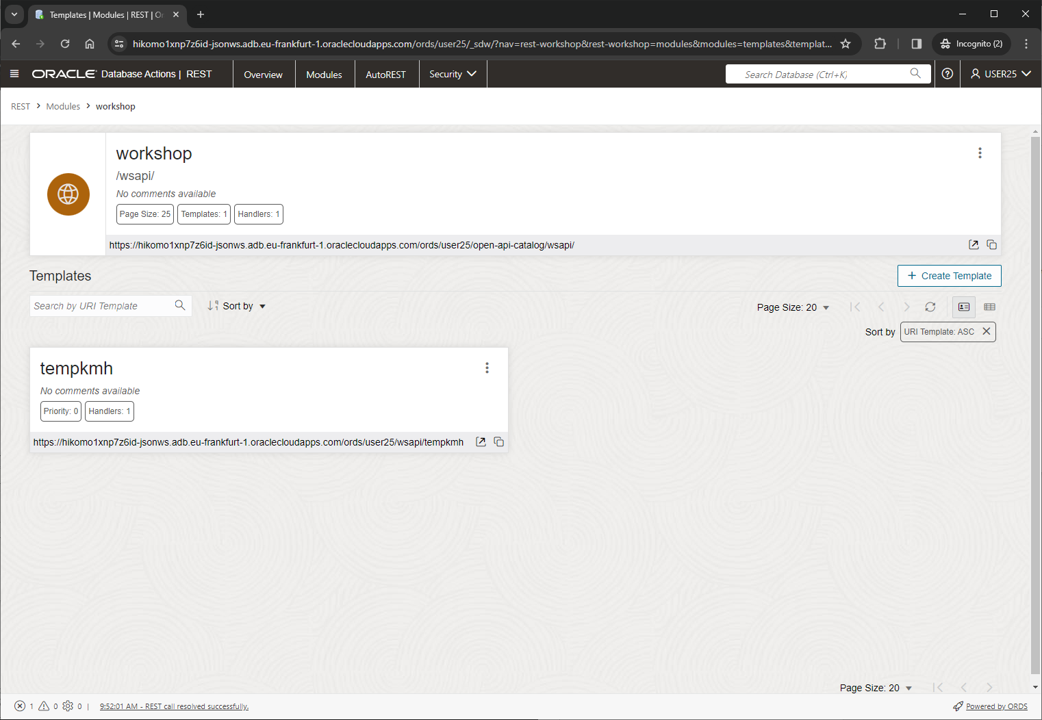 Templates | Modules | REST | O
Incognito (2)
hikomo1xnp7z6id-jsonws.adb.eu-frankfurt-1.oraclecloudapps.com/ords/user25/_sdw/?nav=rest-workshop&rest-workshop=modules&modules=templates&templat...
ORACLE Database Actions | REST
Overview
Modules
AutoREST
Security
Search Database (Ctrl+K)
USER25
REST > Modules > workshop
workshop
/wsapi/
No comments available
Page Size: 25
Templates: 1
Handlers: 1
https://hikomo1xnp7z6id-jsonws.adb.eu-frankfurt-1.oraclecloudapps.com/ords/user25/open-api-catalog/wsapi/
Templates
+ Create Template
Search by URI Template
Sort by
Page Size: 20
Sort by
URI Template: ASC
tempkmh
No comments available
Priority: 0
Handlers: 1
https://hikomo1xnp7z6id-jsonws.adb.eu-frankfurt-1.oraclecloudapps.com/ords/user25/wsapi/tempkmh
Page Size: 20
1 0 0 | 9:52:01 AM - REST call resolved successfully.
Powered by ORDS